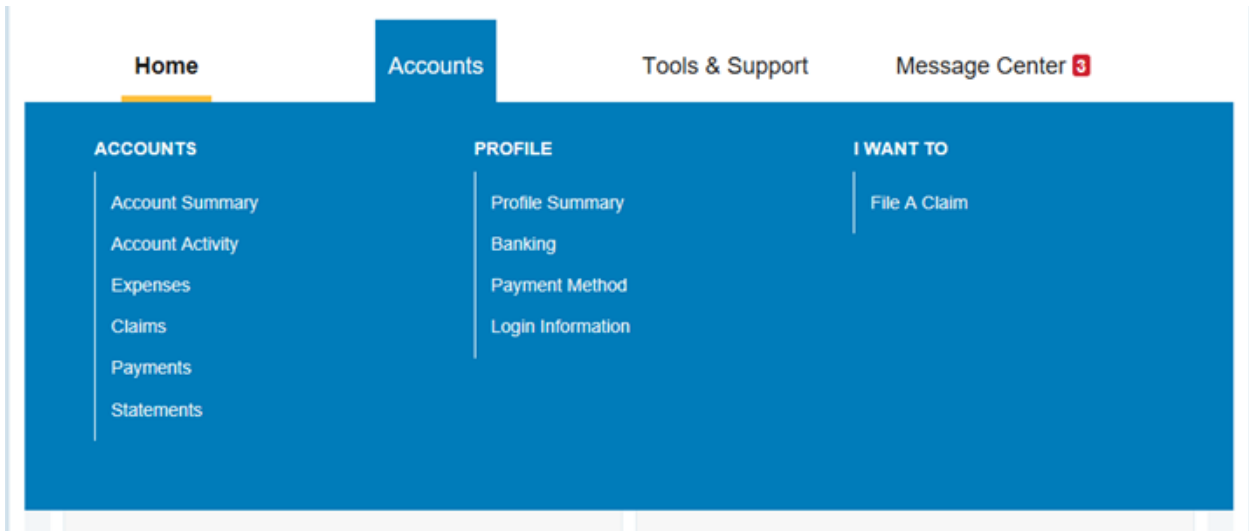 Home Accounts Tools & Support Message Center 3
ACCOUNTS
Account Summary
Account Activity
Expenses
Claims
Payments
Statements
PROFILE
Profile Summary
Banking
Payment Method
Login Information
I WANT TO
File A Claim